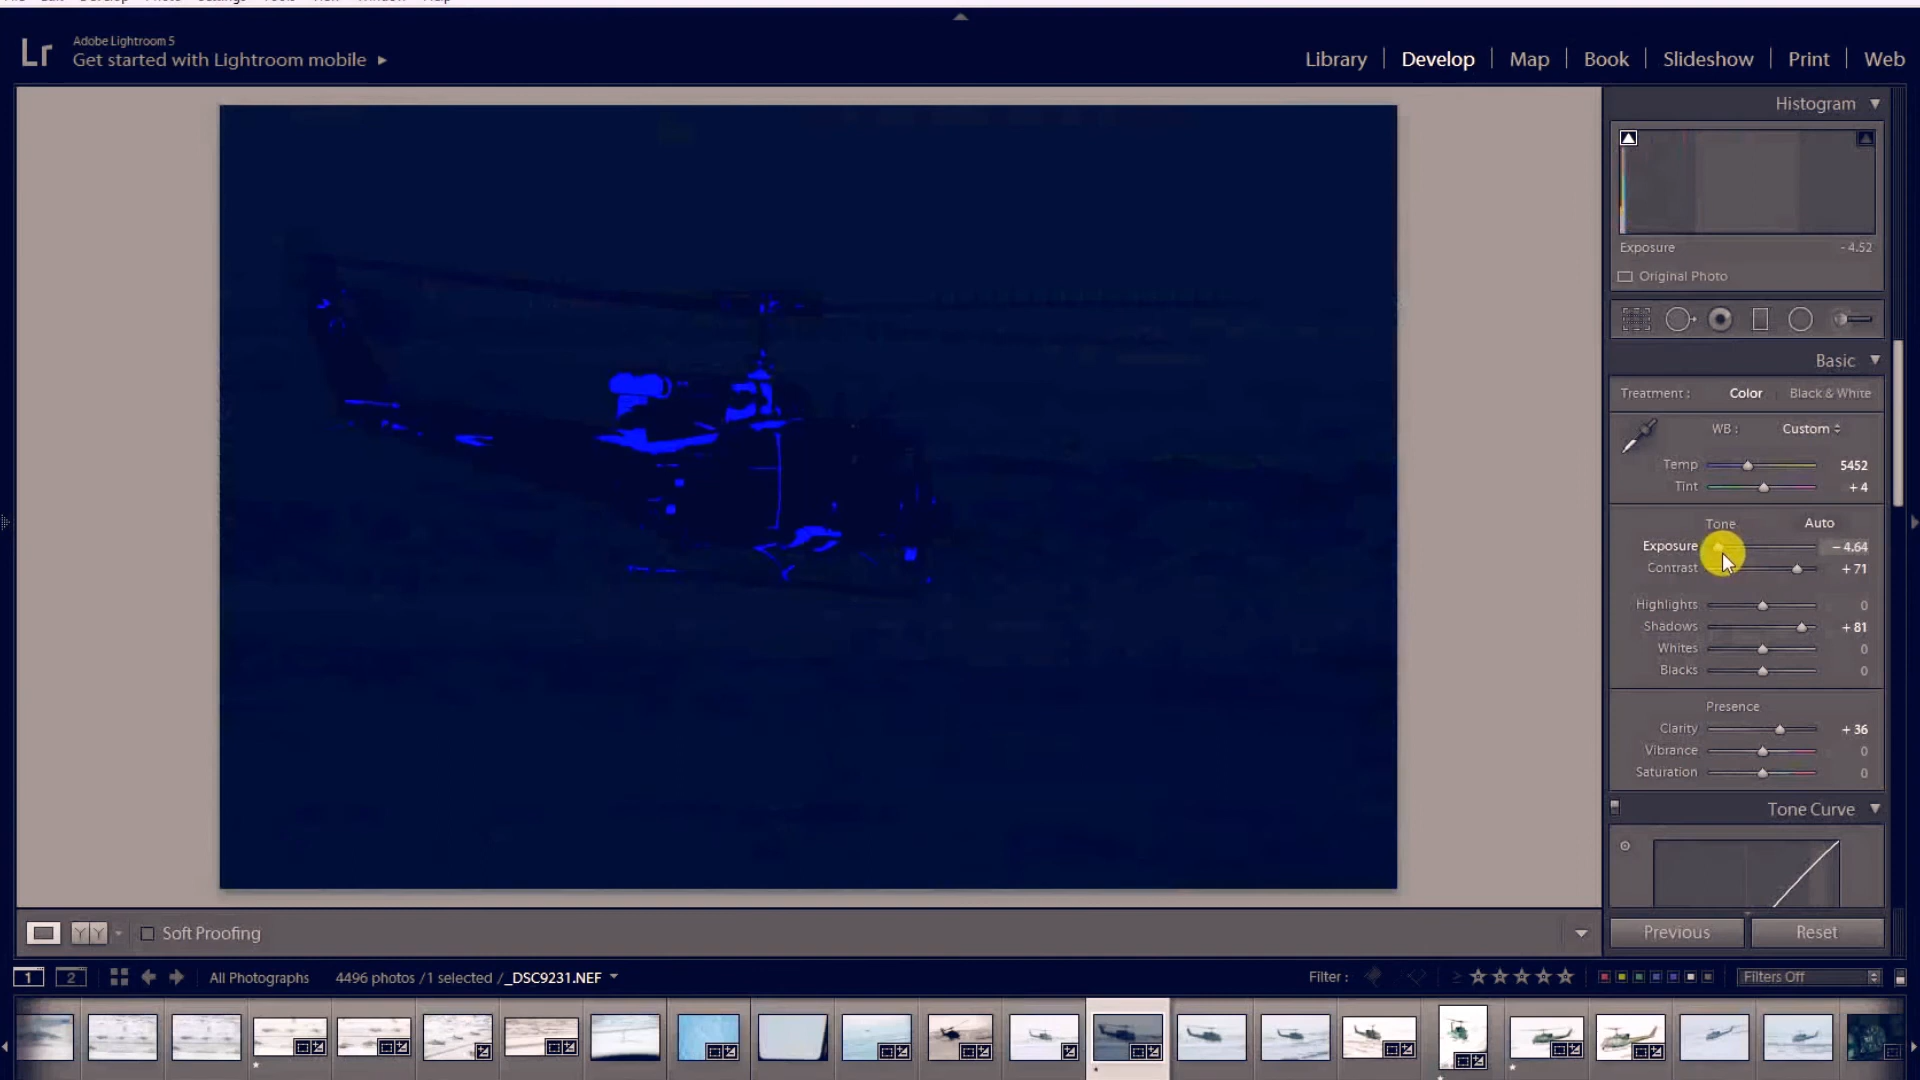 Adobe Lightroom 5
Lr
Get started with Lightroom mobile
Library Develop Map Book Slideshow Print Web
Histogram
Exposure - 4.52
Original Photo
Basic
Treatment : Color Black & White
WB : Custom
Temp 5452
Tint + 4
Tone Auto
Exposure - 4.64
Contrast + 71
Highlights 0
Shadows + 81
Whites 0
Blacks 0
Presence
Clarity + 36
Vibrance 0
Saturation 0
Tone Curve
Soft Proofing
Previous Reset
1 2 All Photographs 4496 photos /1 selected /_DSC9231.NEF Filter : Filters Off